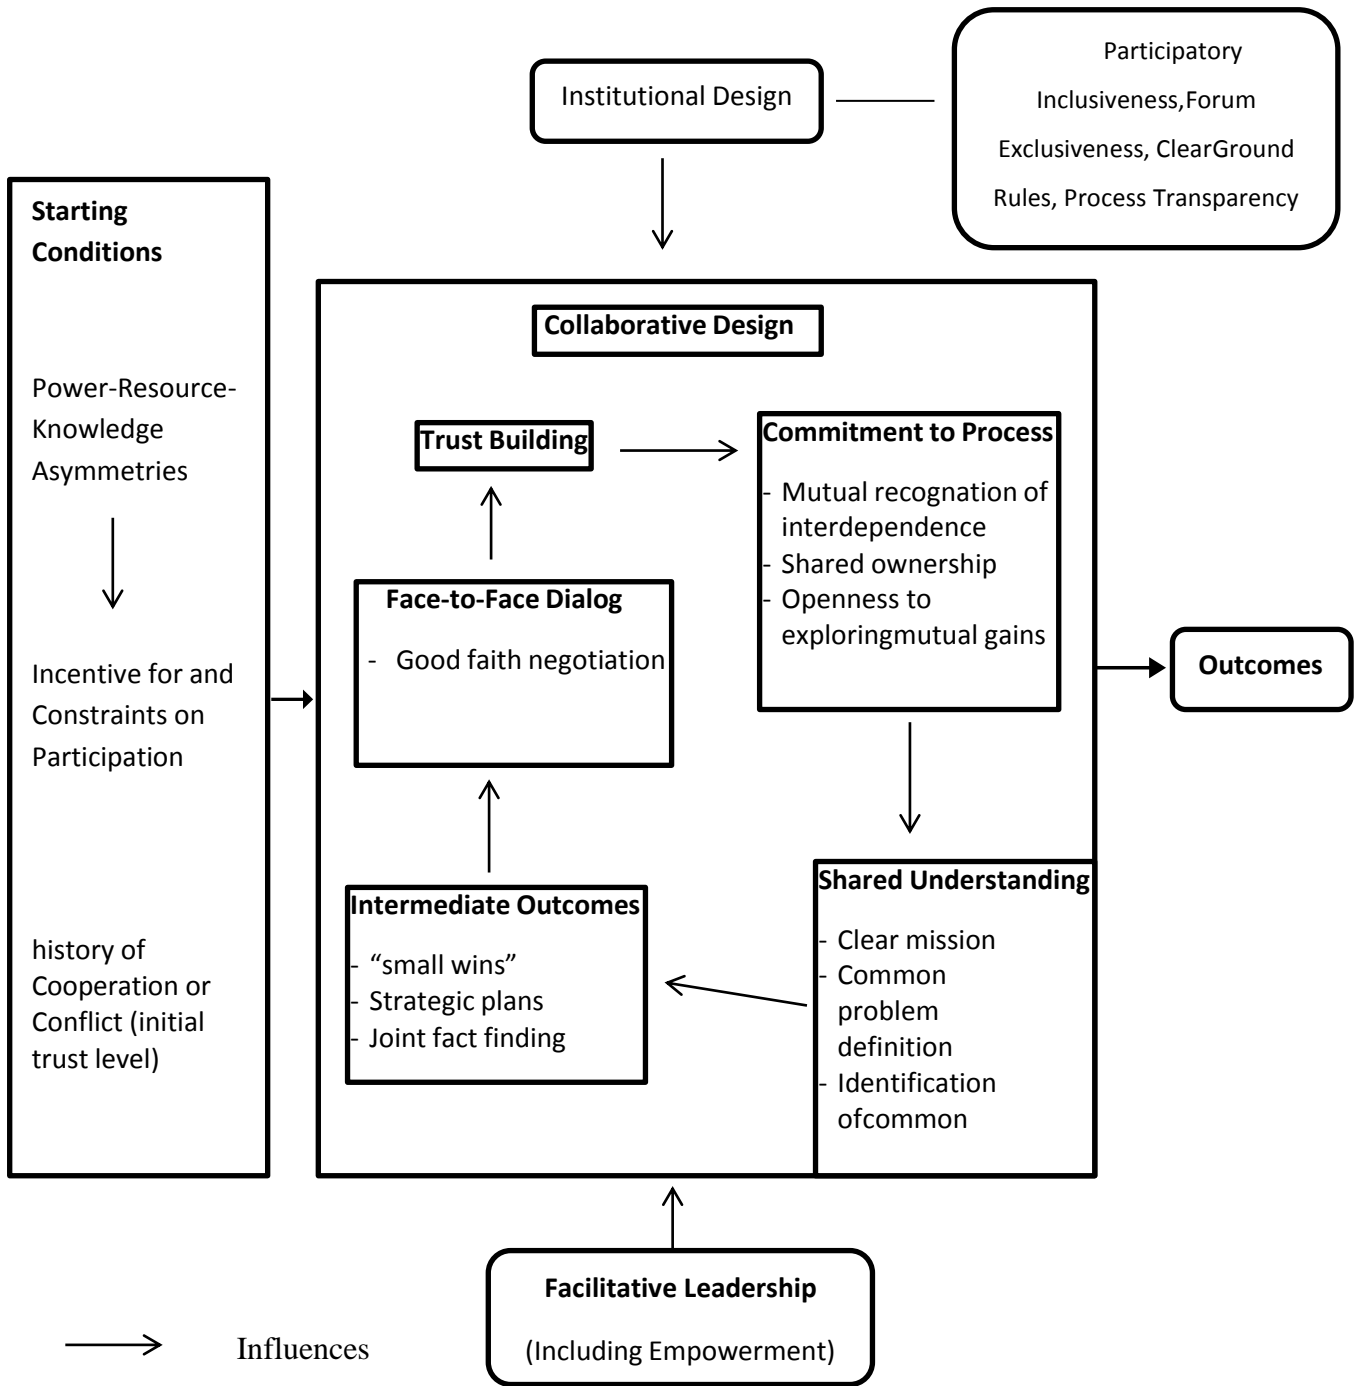 Participatory
Inclusiveness,Forum
Exclusiveness, ClearGround
Rules, Process Transparency
Institutional Design
Starting
Conditions
Power-Resource-
Knowledge
Asymmetries
Incentive for and
Constraints on
Participation
history of
Cooperation or
Conflict (initial
trust level)
Collaborative Design
Trust Building
Commitment to Process
- Mutual recognation of
interdependence
- Shared ownership
- Openness to
exploringmutual gains
Face-to-Face Dialog
- Good faith negotiation
Outcomes
Shared Understanding
- Clear mission
- Common
problem
definition
- Identification
ofcommon
Intermediate Outcomes
- “small wins”
- Strategic plans
- Joint fact finding
Facilitative Leadership
(Including Empowerment)
Influences